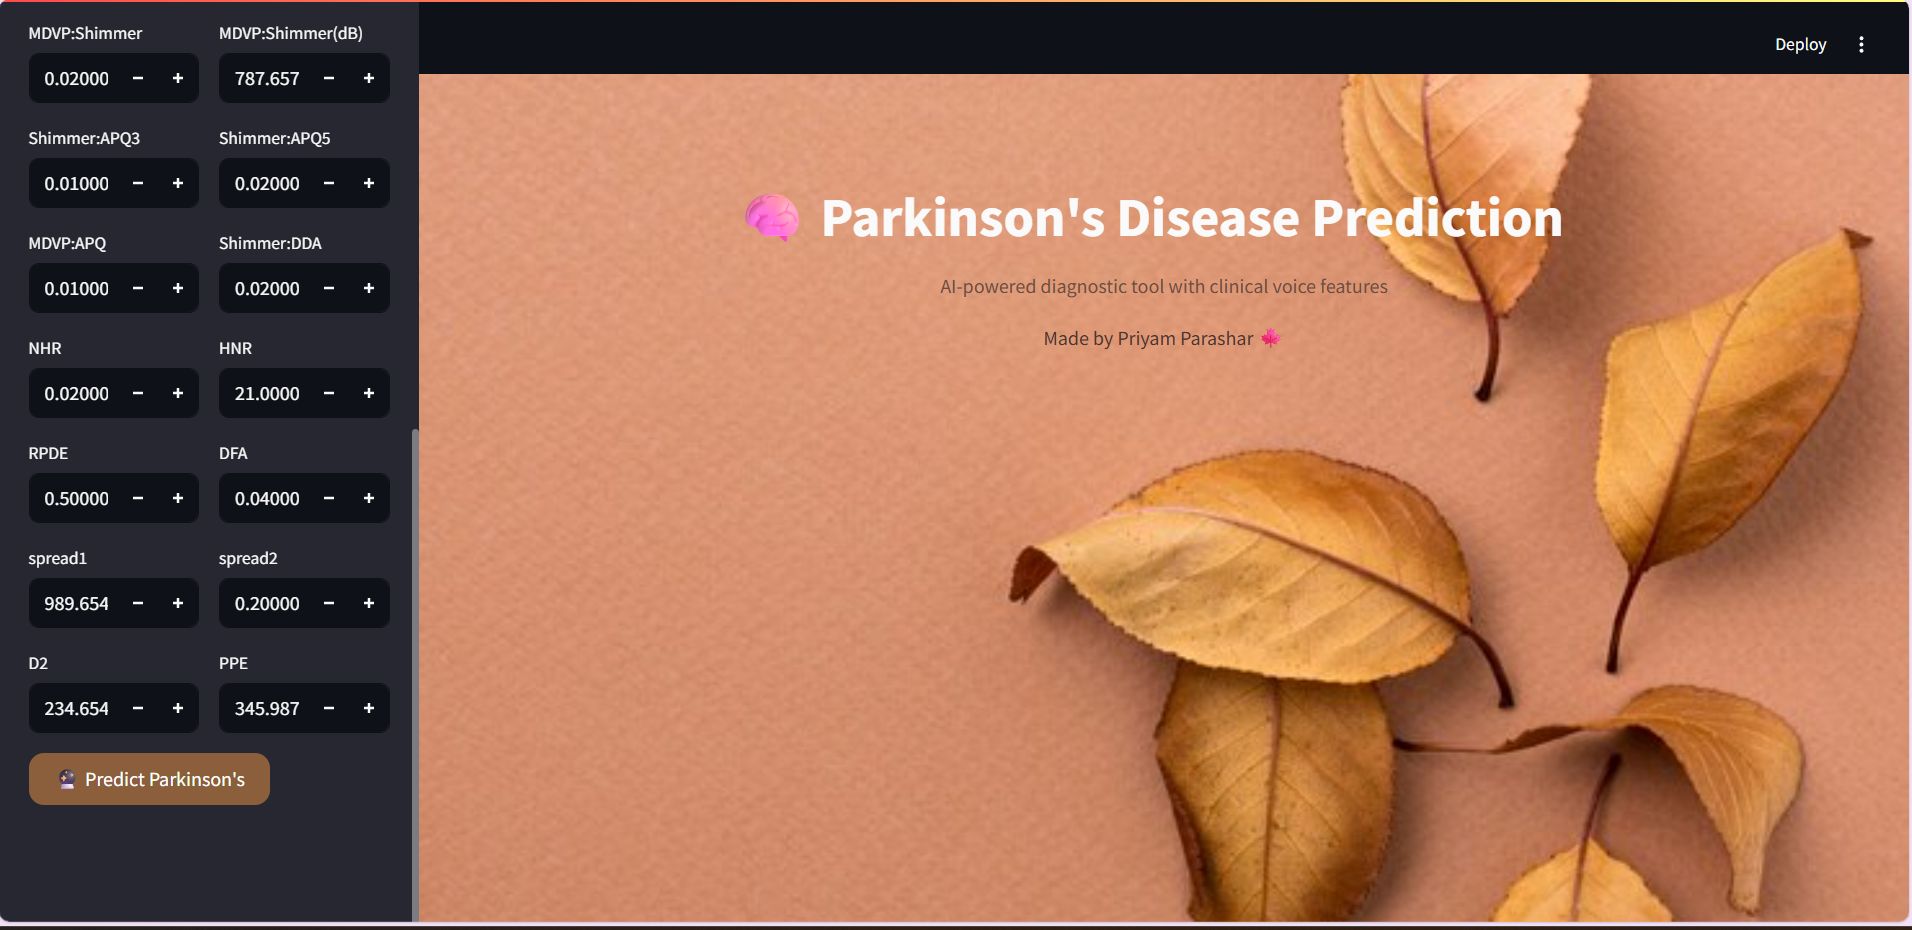 MDVP:Shimmer MDVP:Shimmer(dB)
0.02000 − + 787.657 − +
Shimmer:APQ3 Shimmer:APQ5
0.01000 − + 0.02000 − +
MDVP:APQ Shimmer:DDA
0.01000 − + 0.02000 − +
NHR HNR
0.02000 − + 21.0000 − +
RPDE DFA
0.50000 − + 0.04000 − +
spread1 spread2
989.654 − + 0.20000 − +
D2 PPE
234.654 − + 345.987 − +
🔮 Predict Parkinson's
Deploy
🧠 Parkinson's Disease Prediction
AI-powered diagnostic tool with clinical voice features
Made by Priyam Parashar 🍁